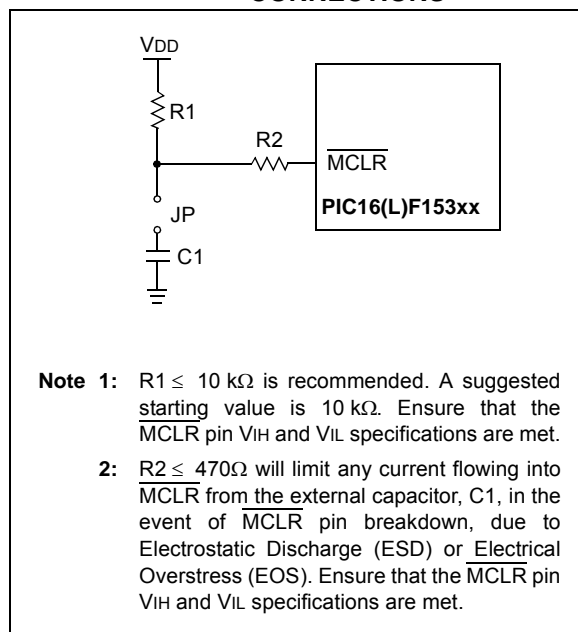 VDD
R1
R2
MCLR
JP
PIC16(L)F153xx
C1
Note 1: R1 ≤ 10 kΩ is recommended. A suggested
starting value is 10 kΩ. Ensure that the
MCLR pin VIH and VIL specifications are met.
2: R2 ≤ 470Ω will limit any current flowing into
MCLR from the external capacitor, C1, in the
event of MCLR pin breakdown, due to
Electrostatic Discharge (ESD) or Electrical
Overstress (EOS). Ensure that the MCLR pin
VIH and VIL specifications are met.